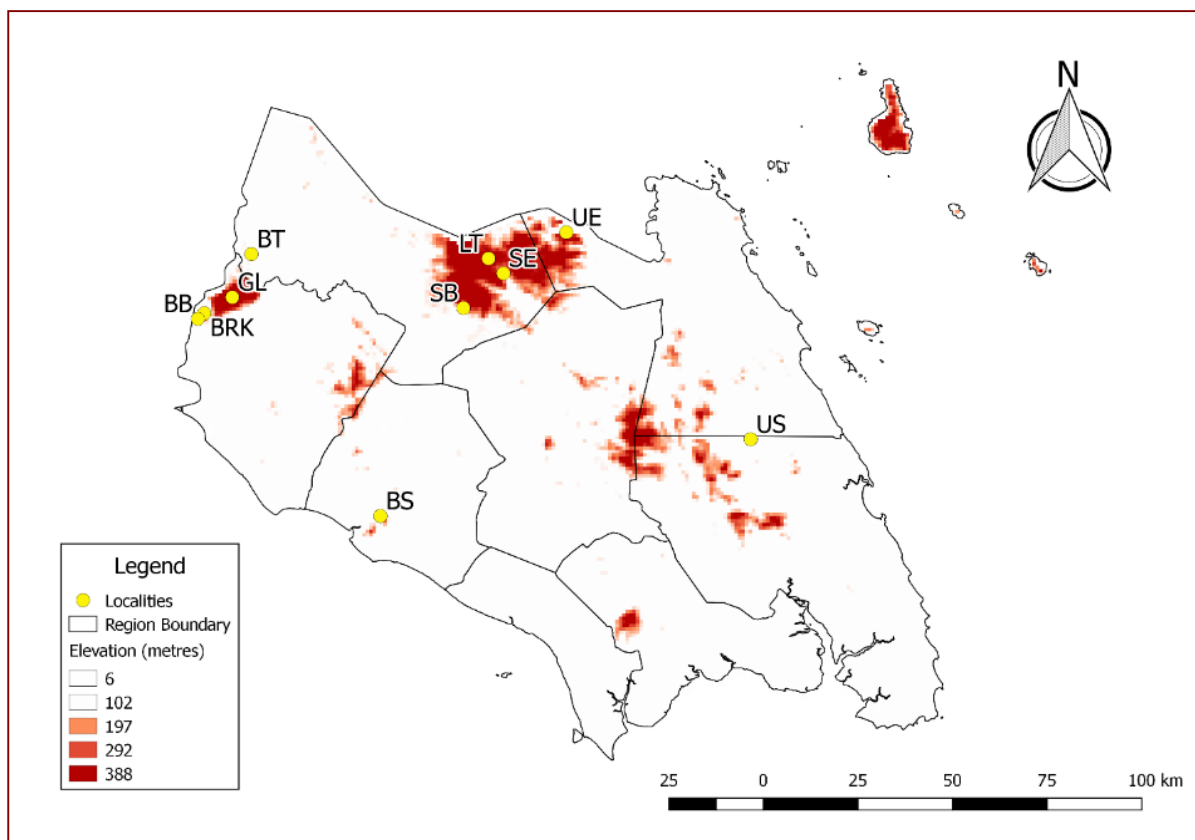 N
UE
BT
LT
SE
GL
SB
BB
BRK
US
BS
Legend
Localities
Region Boundary
Elevation (metres)
6
102
197
292
388
25 0 25 50 75 100 km